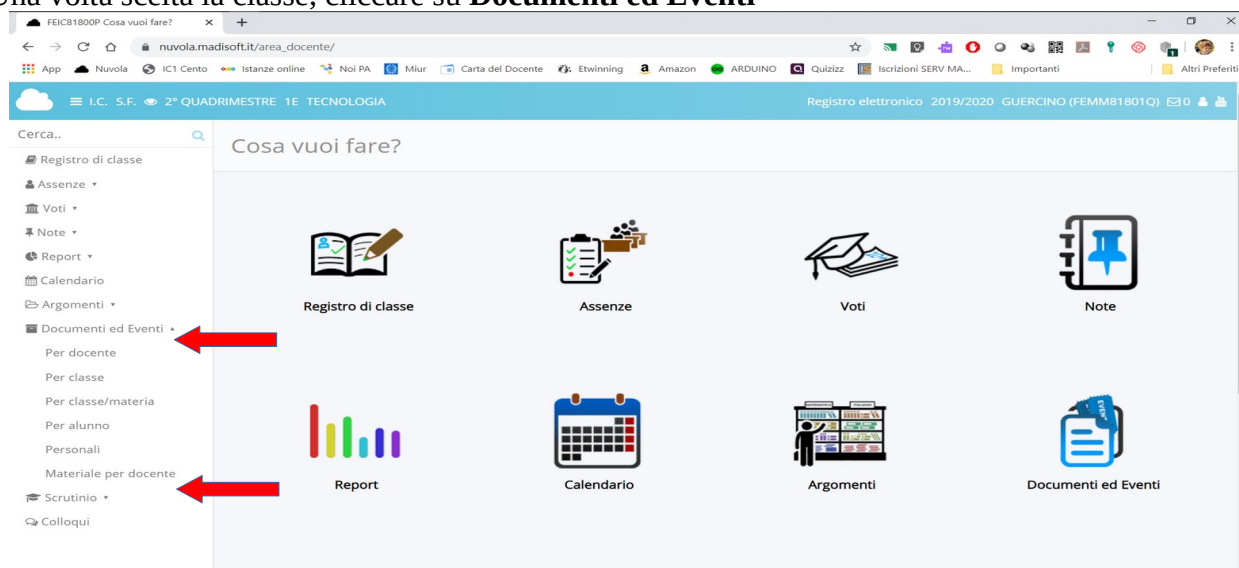 Una volta scelta la classe, cliccare su Documenti ed Eventi
FEIC81800P Cosa vuoi fare?
nuvola.madisoft.it/area_docente/
App Nuvola IC1 Cento Istanze online Noi PA Miur Carta del Docente Etwinning Amazon ARDUINO Quizizz Iscrizioni SERV MA... Importanti Altri Preferiti
I.C. S.F. 2° QUADRIMESTRE 1E TECNOLOGIA Registro elettronico 2019/2020 GUERCINO (FEMM81801Q) 0
Cerca..
Cosa vuoi fare?
Registro di classe
Assenze
Voti
Note
Report
Calendario
Argomenti
Documenti ed Eventi
Per docente
Per classe
Per classe/materia
Per alunno
Personali
Materiale per docente
Scrutinio
Colloqui
Registro di classe Assenze Voti Note
Report Calendario Argomenti Documenti ed Eventi